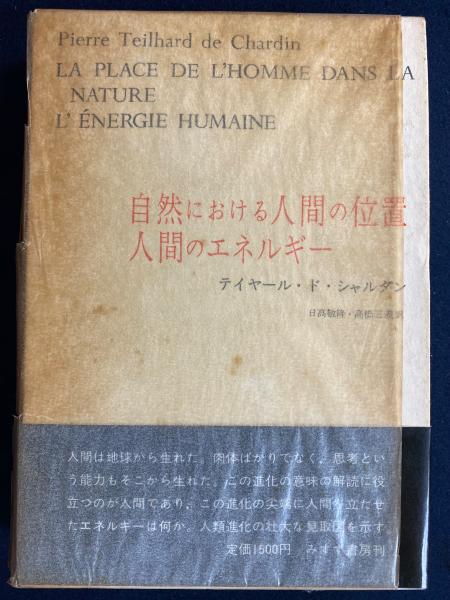 Pierre Teilhard de Chardin
LA PLACE DE L'HOMME DANS LA
NATURE
L'ÉNERGIE HUMAINE
自然における人間の位置
人間のエネルギー
テイヤール・ド・シャルダン
日高敏隆・高橋三義訳
人間は地球から生れた。肉体ばかりでなく、思考とい
う能力もそこから生れた。この進化の意味の解読に役
立つのが人間であり、この進化の尖端に人間を立たせ
たエネルギーは何か。人類進化の壮大な見取図を示す
定価1500円 みすず書房刊